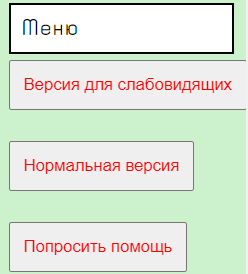 Меню
Версия для слабовидящих
Нормальная версия
Попросить помощь